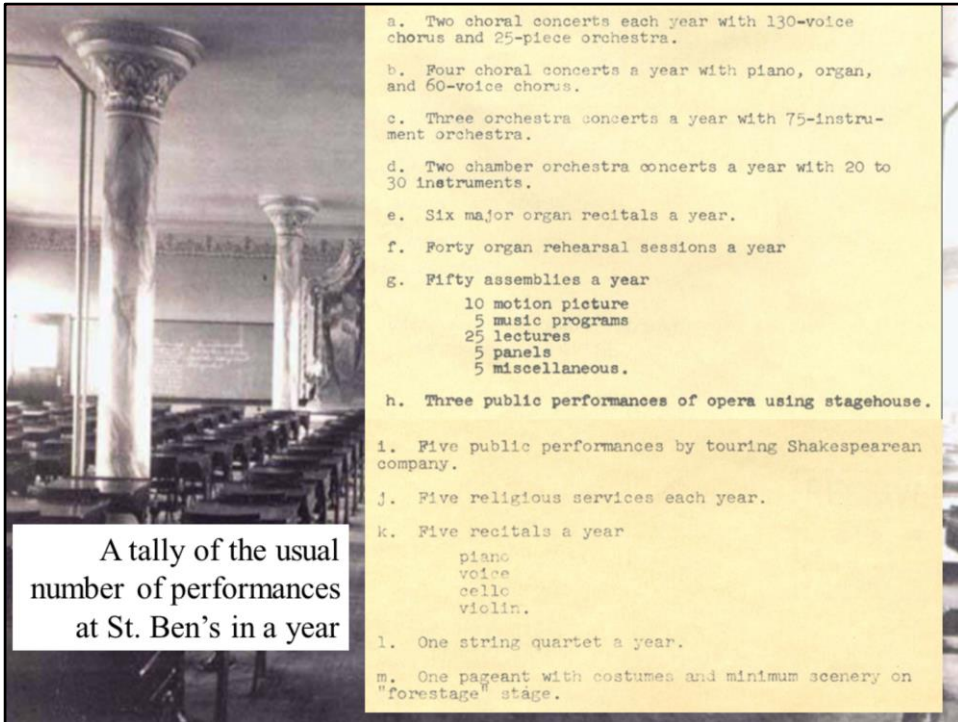 a. Two choral concerts each year with 130-voice
chorus and 25-piece orchestra.
b. Four choral concerts a year with piano, organ,
and 60-voice chorus.
c. Three orchestra concerts a year with 75-instru-
ment orchestra.
d. Two chamber orchestra concerts a year with 20 to
30 instruments.
e. Six major organ recitals a year.
f. Forty organ rehearsal sessions a year
g. Fifty assemblies a year
10 motion picture
5 music programs
25 lectures
5 panels
5 miscellaneous.
h. Three public performances of opera using stagehouse.
i. Five public performances by touring Shakespearean
company.
j. Five religious services each year.
k. Five recitals a year
piano
voice
cello
violin.
l. One string quartet a year.
m. One pageant with costumes and minimum scenery on
"forestage" stage.
A tally of the usual
number of performances
at St. Ben's in a year